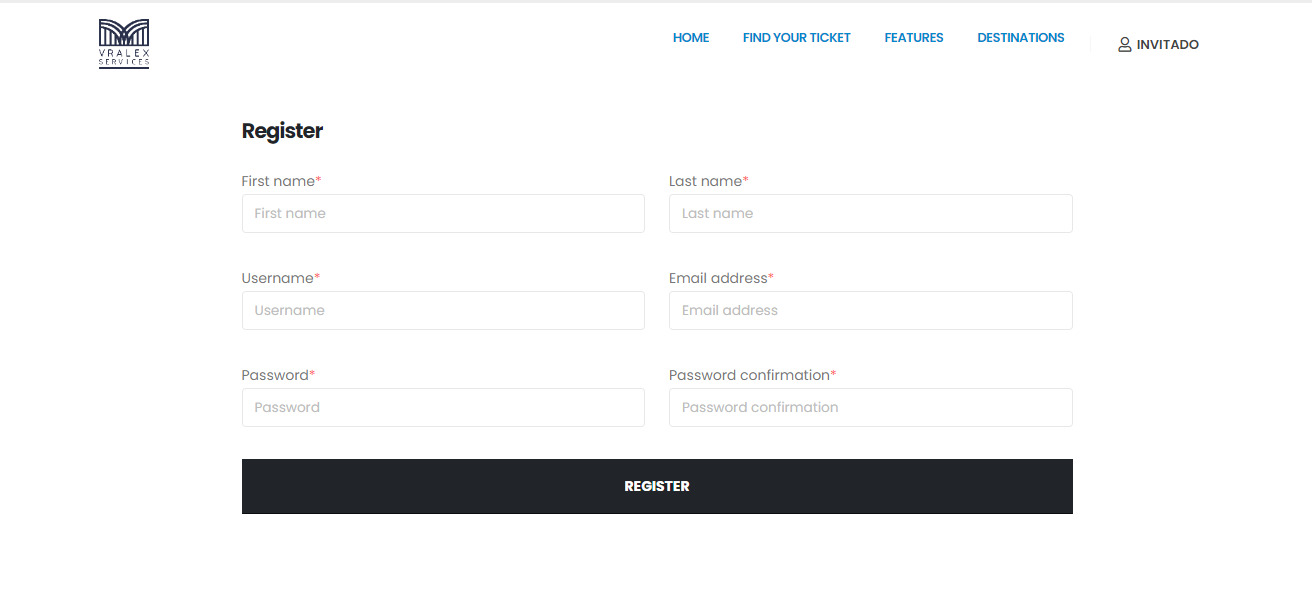 VRALEX
SERVICES
HOME
FIND YOUR TICKET
FEATURES
DESTINATIONS
INVITADO
Register
First name*
Last name*
First name
Last name
Username*
Email address*
Username
Email address
Password*
Password confirmation*
Password
Password confirmation
REGISTER